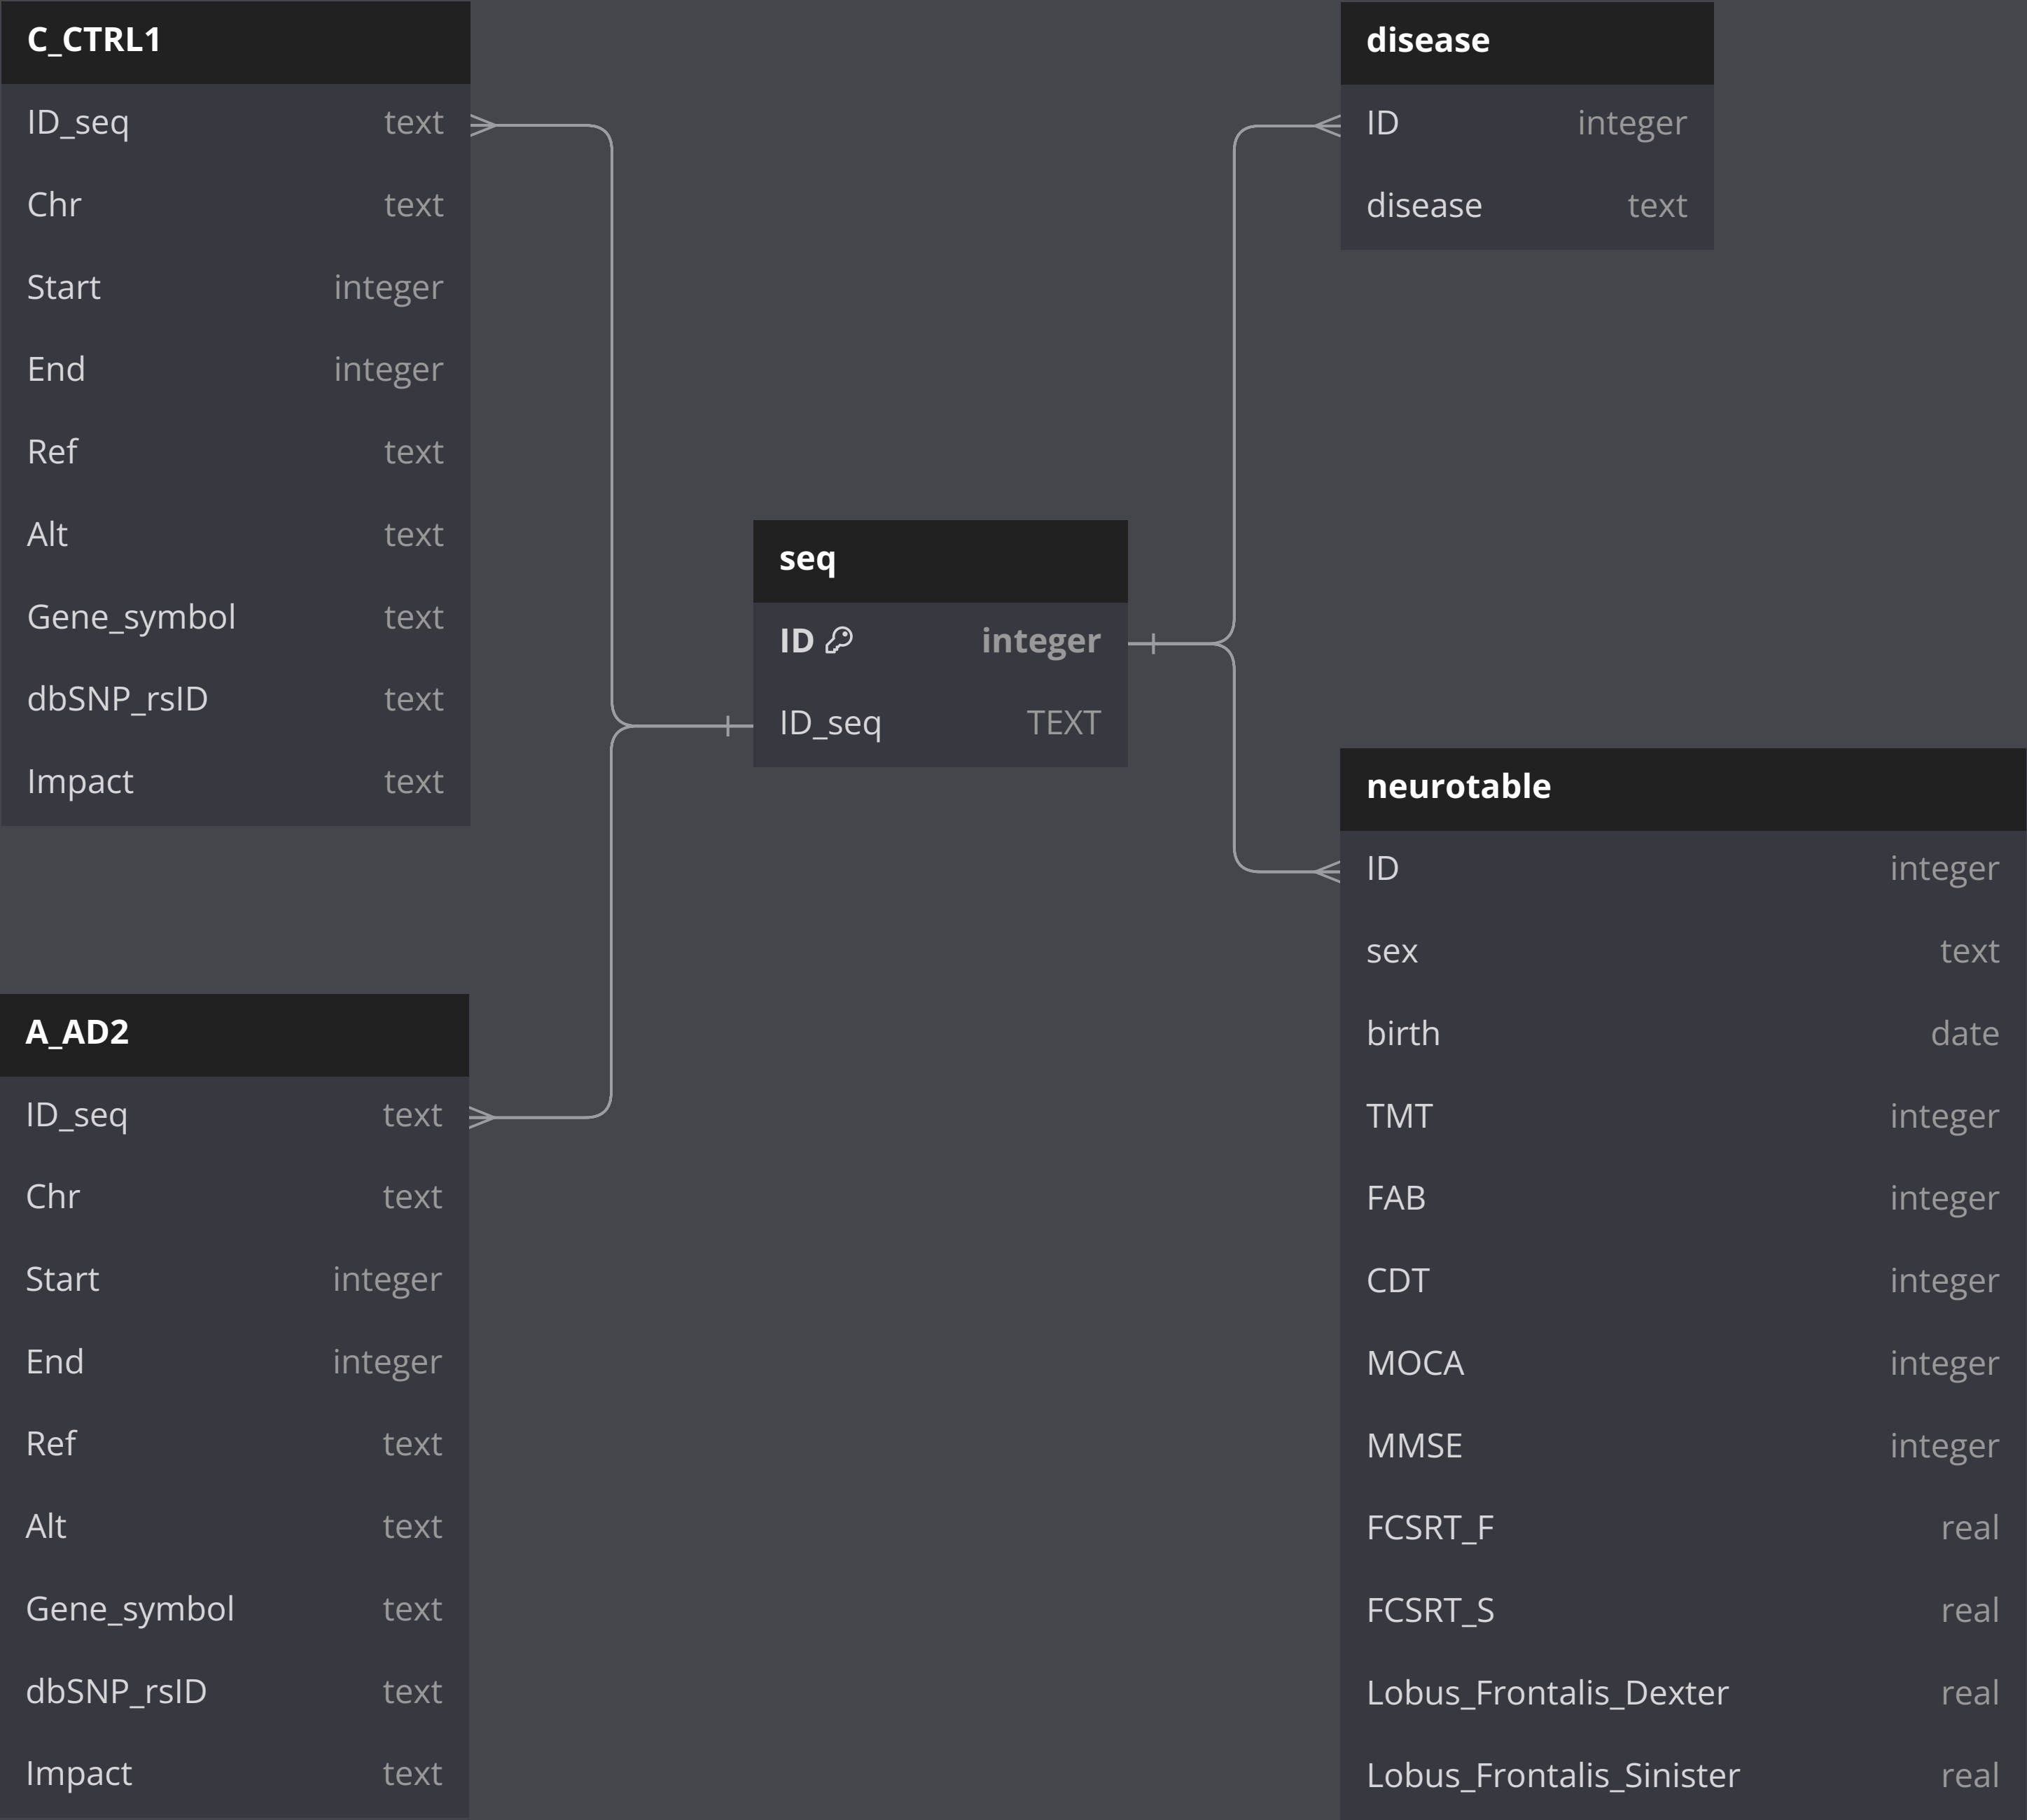 C_CTRL1
ID_seq text
Chr text
Start integer
End integer
Ref text
Alt text
Gene_symbol text
dbSNP_rsID text
Impact text
disease
ID integer
disease text
seq
ID integer
ID_seq TEXT
A_AD2
ID_seq text
Chr text
Start integer
End integer
Ref text
Alt text
Gene_symbol text
dbSNP_rsID text
Impact text
neurotable
ID integer
sex text
birth date
TMT integer
FAB integer
CDT integer
MOCA integer
MMSE integer
FCSRT_F real
FCSRT_S real
Lobus_Frontalis_Dexter real
Lobus_Frontalis_Sinister real